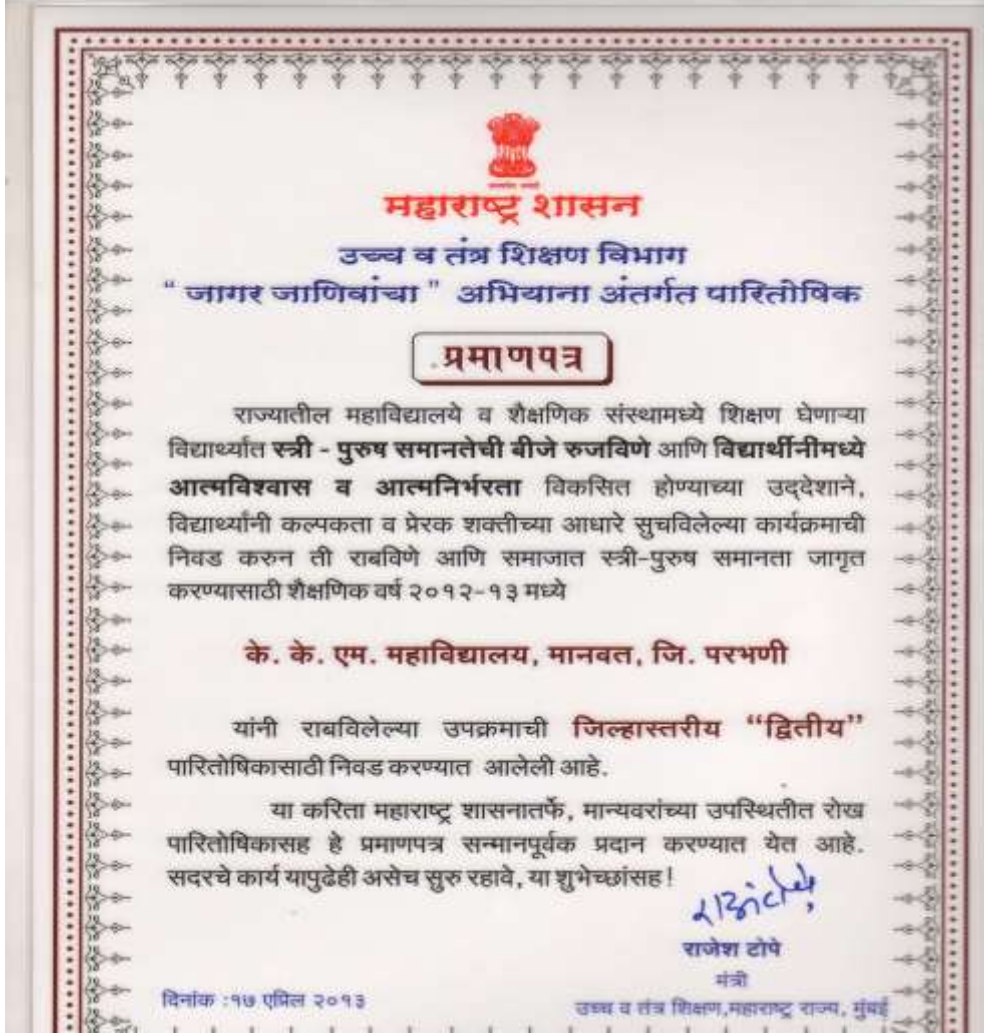 महाराष्ट्र शासन
उच्च व तंत्र शिक्षण विभाग
“ जागर जाणिवांचा ” अभियाना अंतर्गत पारितोषिक
प्रमाणपत्र
राज्यातील महाविद्यालये व शैक्षणिक संस्थामध्ये शिक्षण घेणाऱ्या
विद्यार्थ्यांत स्त्री - पुरुष समानतेची बीजे रुजविणे आणि विद्यार्थीनीमध्ये
आत्मविश्वास व आत्मनिर्भरता विकसित होण्याच्या उद्देशाने,
विद्यार्थ्यांनी कल्पकता व प्रेरक शक्तीच्या आधारे सुचविलेल्या कार्यक्रमाची
निवड करुन ती राबविणे आणि समाजात स्त्री-पुरुष समानता जागृत
करण्यासाठी शैक्षणिक वर्ष २०१२-१३ मध्ये
के. के. एम. महाविद्यालय, मानवत, जि. परभणी
यांनी राबविलेल्या उपक्रमाची जिल्हास्तरीय “द्वितीय”
पारितोषिकासाठी निवड करण्यात आलेली आहे.
या करिता महाराष्ट्र शासनातर्फे, मान्यवरांच्या उपस्थितीत रोख
पारितोषिकासह हे प्रमाणपत्र सन्मानपूर्वक प्रदान करण्यात येत आहे.
सदरचे कार्य यापुढेही असेच सुरु रहावे, या शुभेच्छांसह!
राजेश टोपे
मंत्री
दिनांक :१७ एप्रिल २०१३
उच्च व तंत्र शिक्षण,महाराष्ट्र राज्य, मुंबई